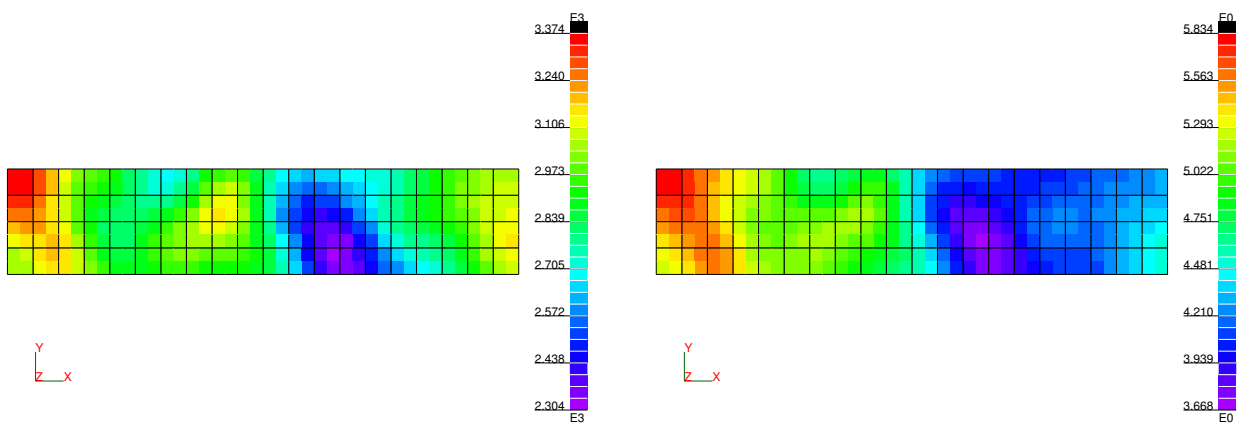 E3
3.374
3.240
3.106
2.973
2.839
2.705
2.572
2.438
2.304
E3
Y
Z X
E0
5.834
5.563
5.293
5.022
4.751
4.481
4.210
3.939
3.668
E0
Y
Z X